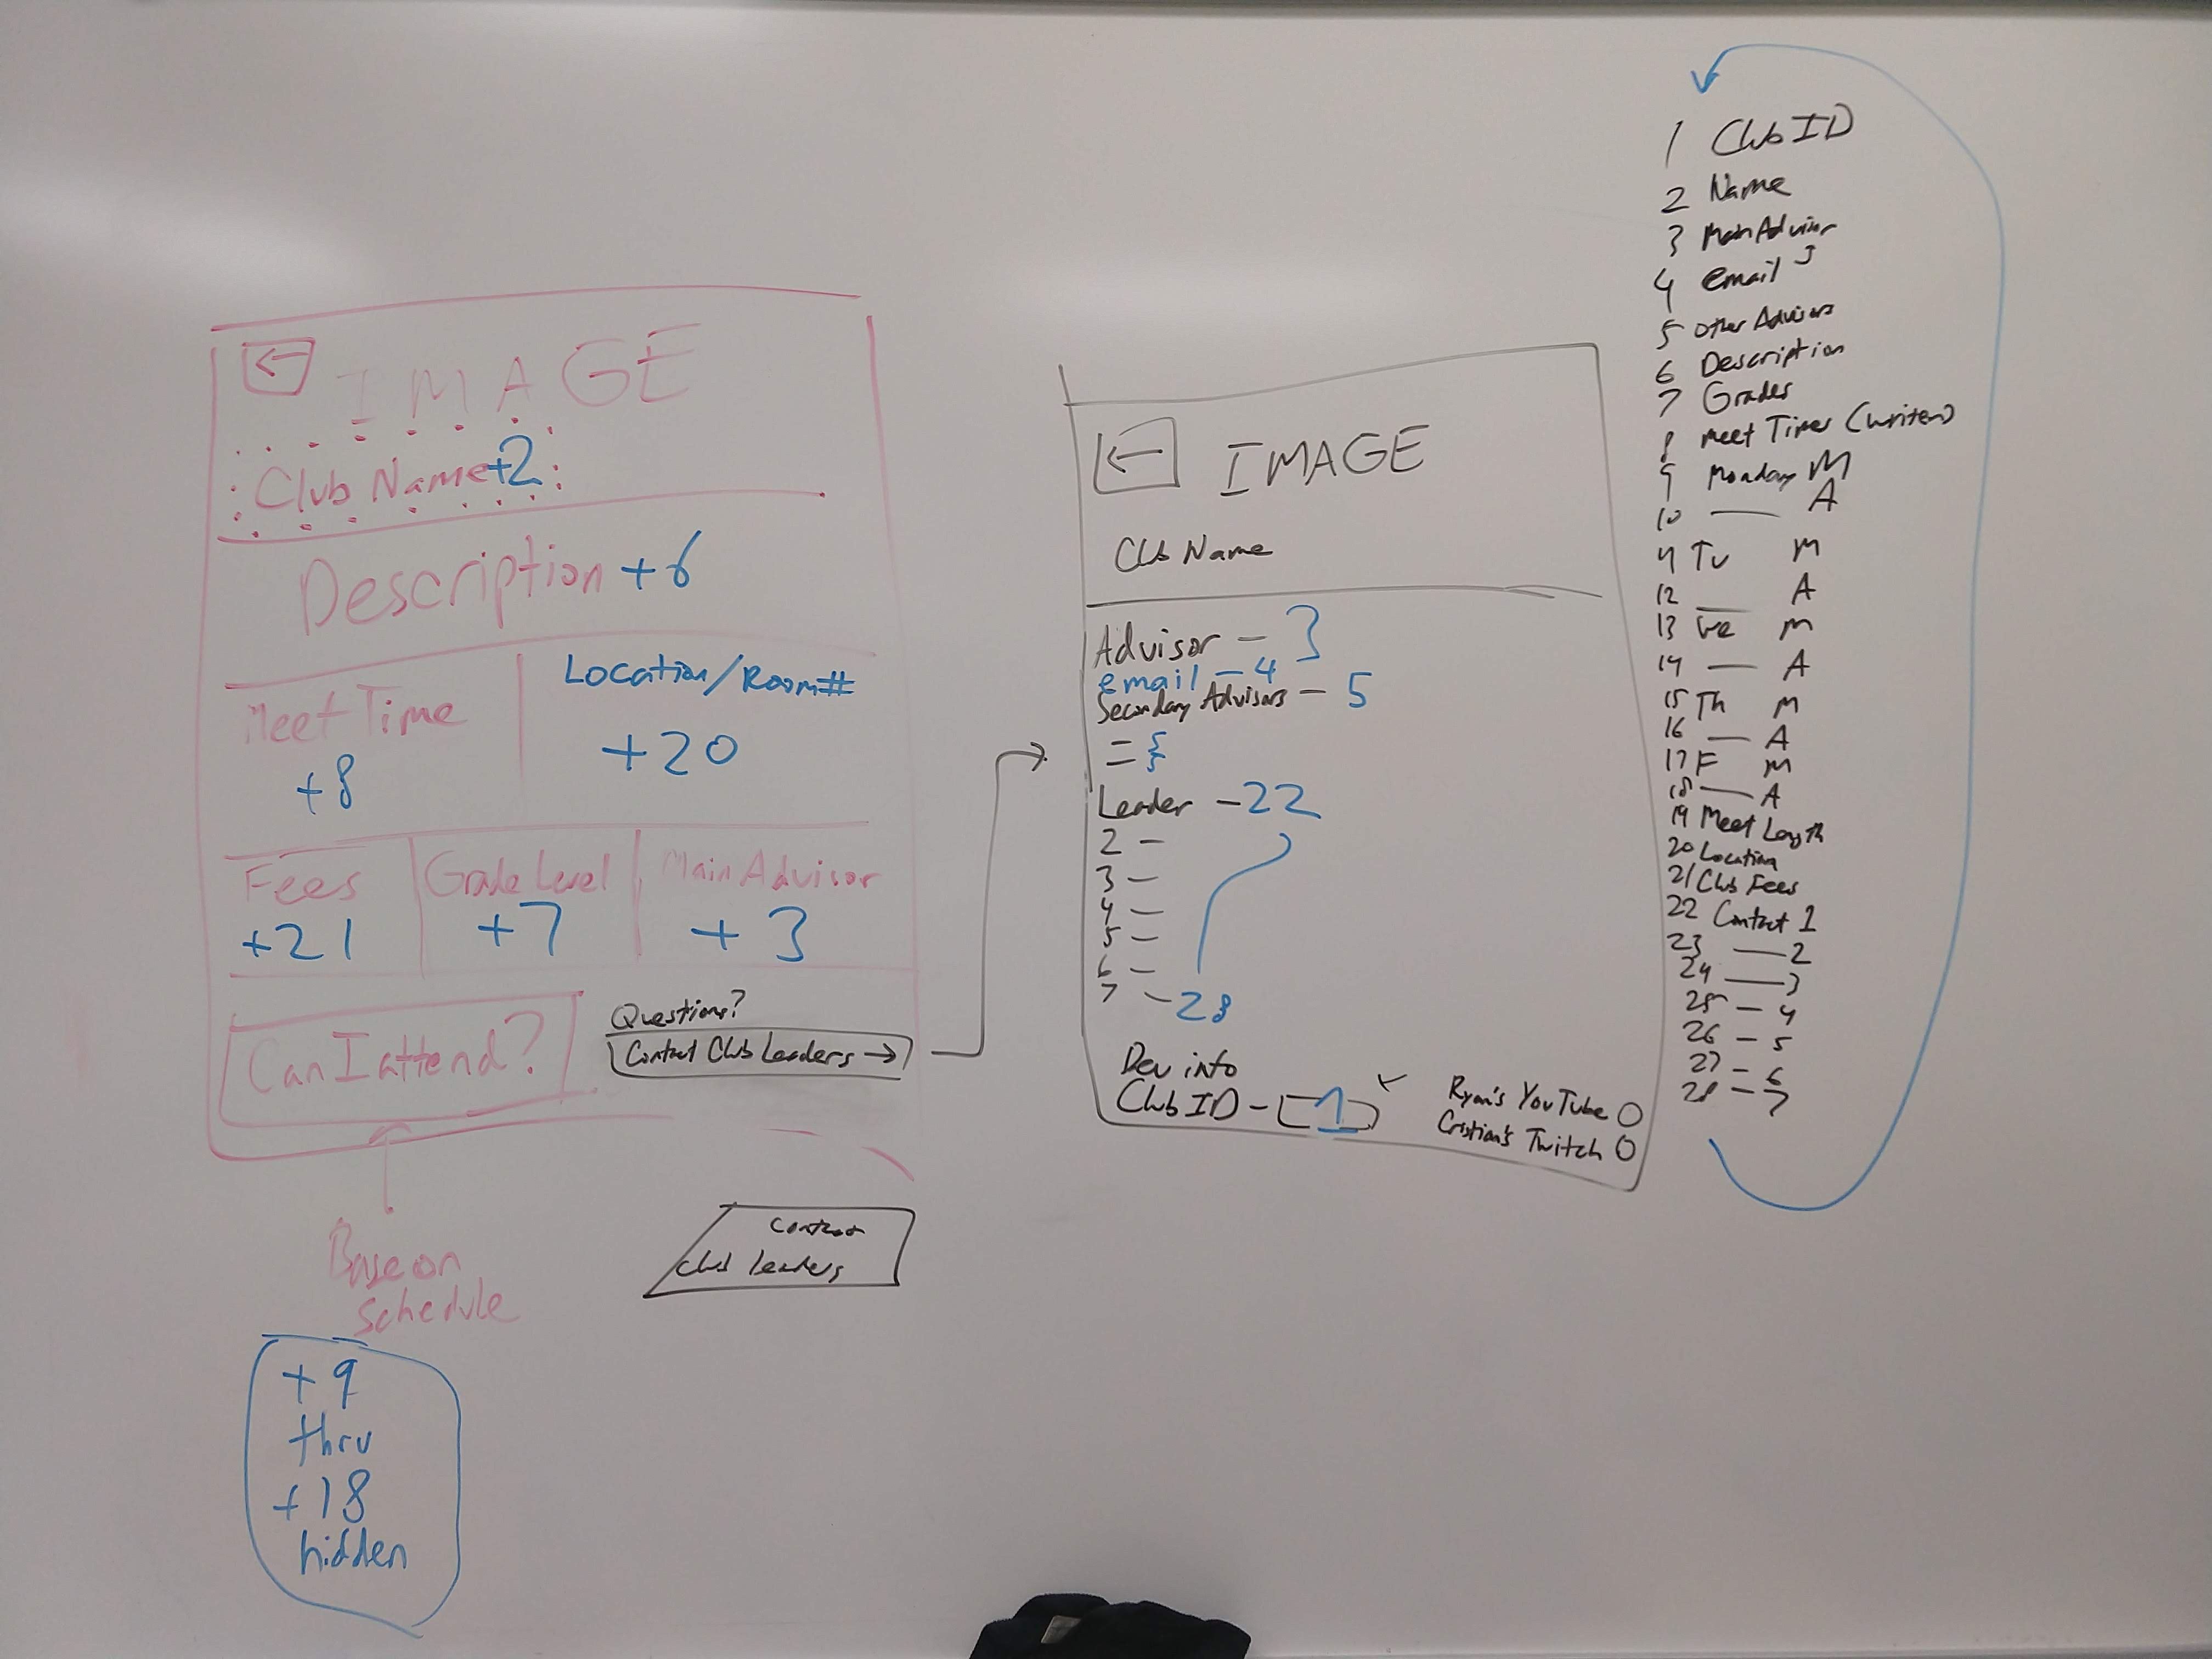 ←
IMAGE
Club Name +2
Description +6
Meet Time
+8
Location/Room#
+20
Fees
+21
Grade Level
+7
Main Advisor
+3
Can I attend?
Questions?
Contact Club Leaders →
Base on
schedule
+9
thru
+18
hidden
Contact
club leaders
←
IMAGE
Club Name
Advisor - 3
email - 4
Secondary Advisors - 5
-
-
Leader - 22
2 -
3 -
4 -
5 -
6 -
7 - 28
Dev info
Club ID - 1
Ryan's YouTube
Cristian's Twitch
1 Club ID
2 Name
3 Main Advisor
4 email
5 other Advisors
6 Description
7 Grades
8 Meet Times (writen)
9 Monday M
10 — A
11 Tu M
12 — A
13 We M
14 — A
15 Th M
16 — A
17 F M
18 — A
19 Meet Length
20 Location
21 Club Fees
22 Contact 1
23 — 2
24 — 3
25 — 4
26 — 5
27 — 6
28 — 7